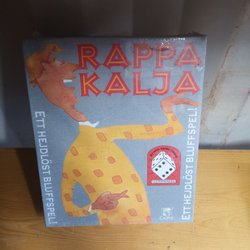 RAPPA
KALJA
ETT HEJDLÖST BLUFFSPEL!
ETT HEJDLÖST BLUFFSPEL!